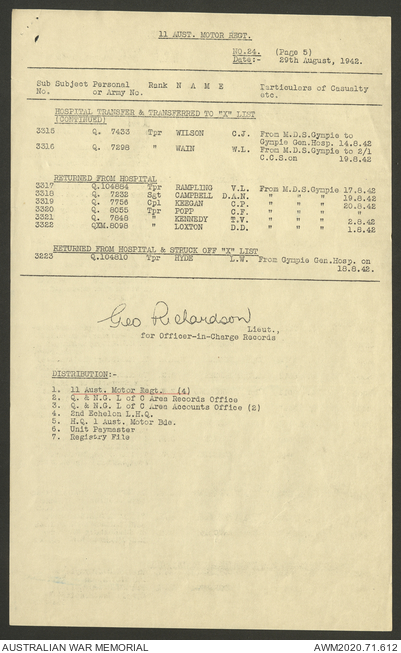 11 AUST. MOTOR REGT.
NO.24. (Page 5)
Date:- 29th August, 1942.
Sub Subject Personal Rank N A M E Particulars of Casualty
No. or Army No. etc.
HOSPITAL TRANSFER & TRANSFERRED TO "X" LIST
(CONTINUED)
3315 Q. 7433 Tpr WILSON C.F. From M.D.S.Gympie to
Gympie Gen.Hosp. 14.8.42
3316 Q. 7298 " WAIN W.L. From M.D.S.Gympie to 2/1
C.C.S.on 19.8.42
RETURNED FROM HOSPITAL
3317 Q.104884 Tpr RAMPLING V.L. From M.D.S.Gympie 17.8.42
3318 Q. 7232 Sgt CAMPBELL D.A.N. " " " 19.8.42
3319 Q. 7756 Cpl KEEGAN C.P. " " " 20.8.42
3320 Q. 8055 Tpr POPP C.F. " " " "
3321 Q. 7848 " KENNEDY T.V. " " " 2.8.42
3322 QXM.8098 " LOXTON D.D. " " " 1.8.42
RETURNED FROM HOSPITAL & STRUCK OFF "X" LIST
3223 Q.104810 Tpr HYDE L.W. From Gympie Gen.Hosp. on
18.8.42.
Geo Richardson
Lieut.,
for Officer-in-Charge Records
DISTRIBUTION:-
1. 11 Aust. Motor Regt. (4)
2. Q. & N.G. L of C Area Records Office
3. Q. & N.G. L of C Area Accounts Office (2)
4. 2nd Echelon L.H.Q.
5. H.Q. 1 Aust. Motor Bde.
6. Unit Paymaster
7. Registry File
AUSTRALIAN WAR MEMORIAL
AWM2020.71.612